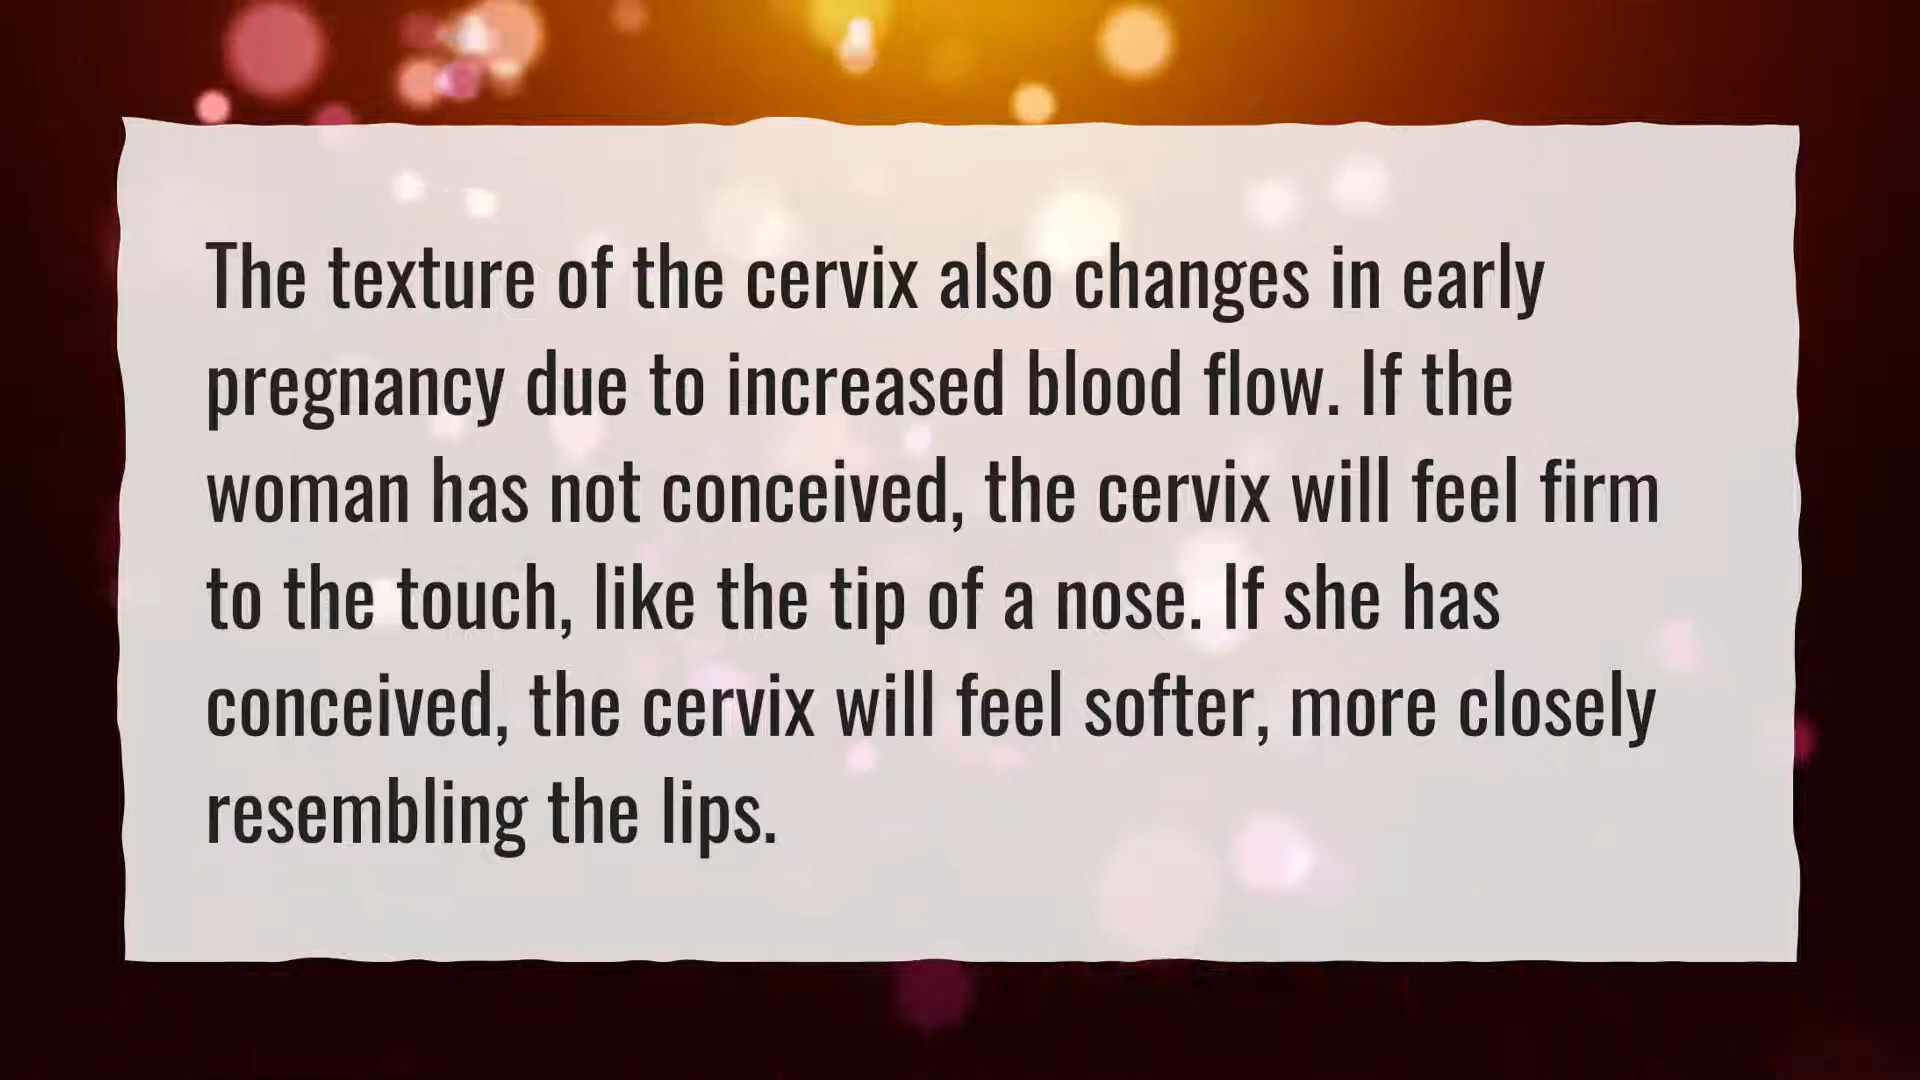 The texture of the cervix also changes in early
pregnancy due to increased blood flow. If the
woman has not conceived, the cervix will feel firm
to the touch, like the tip of a nose. If she has
conceived, the cervix will feel softer, more closely
resembling the lips.